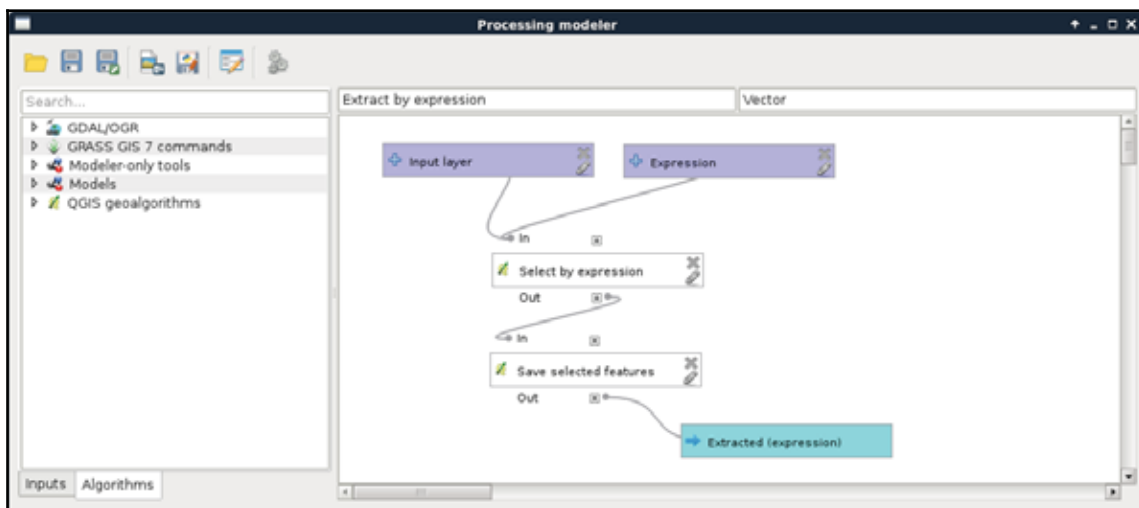 Processing modeler
Search...
Extract by expression
Vector
GDAL/OGR
GRASS GIS 7 commands
Modeler-only tools
Models
QGIS geoalgorithms
Input layer
Expression
In
Select by expression
Out
In
Save selected features
Out
Extracted (expression)
Inputs
Algorithms